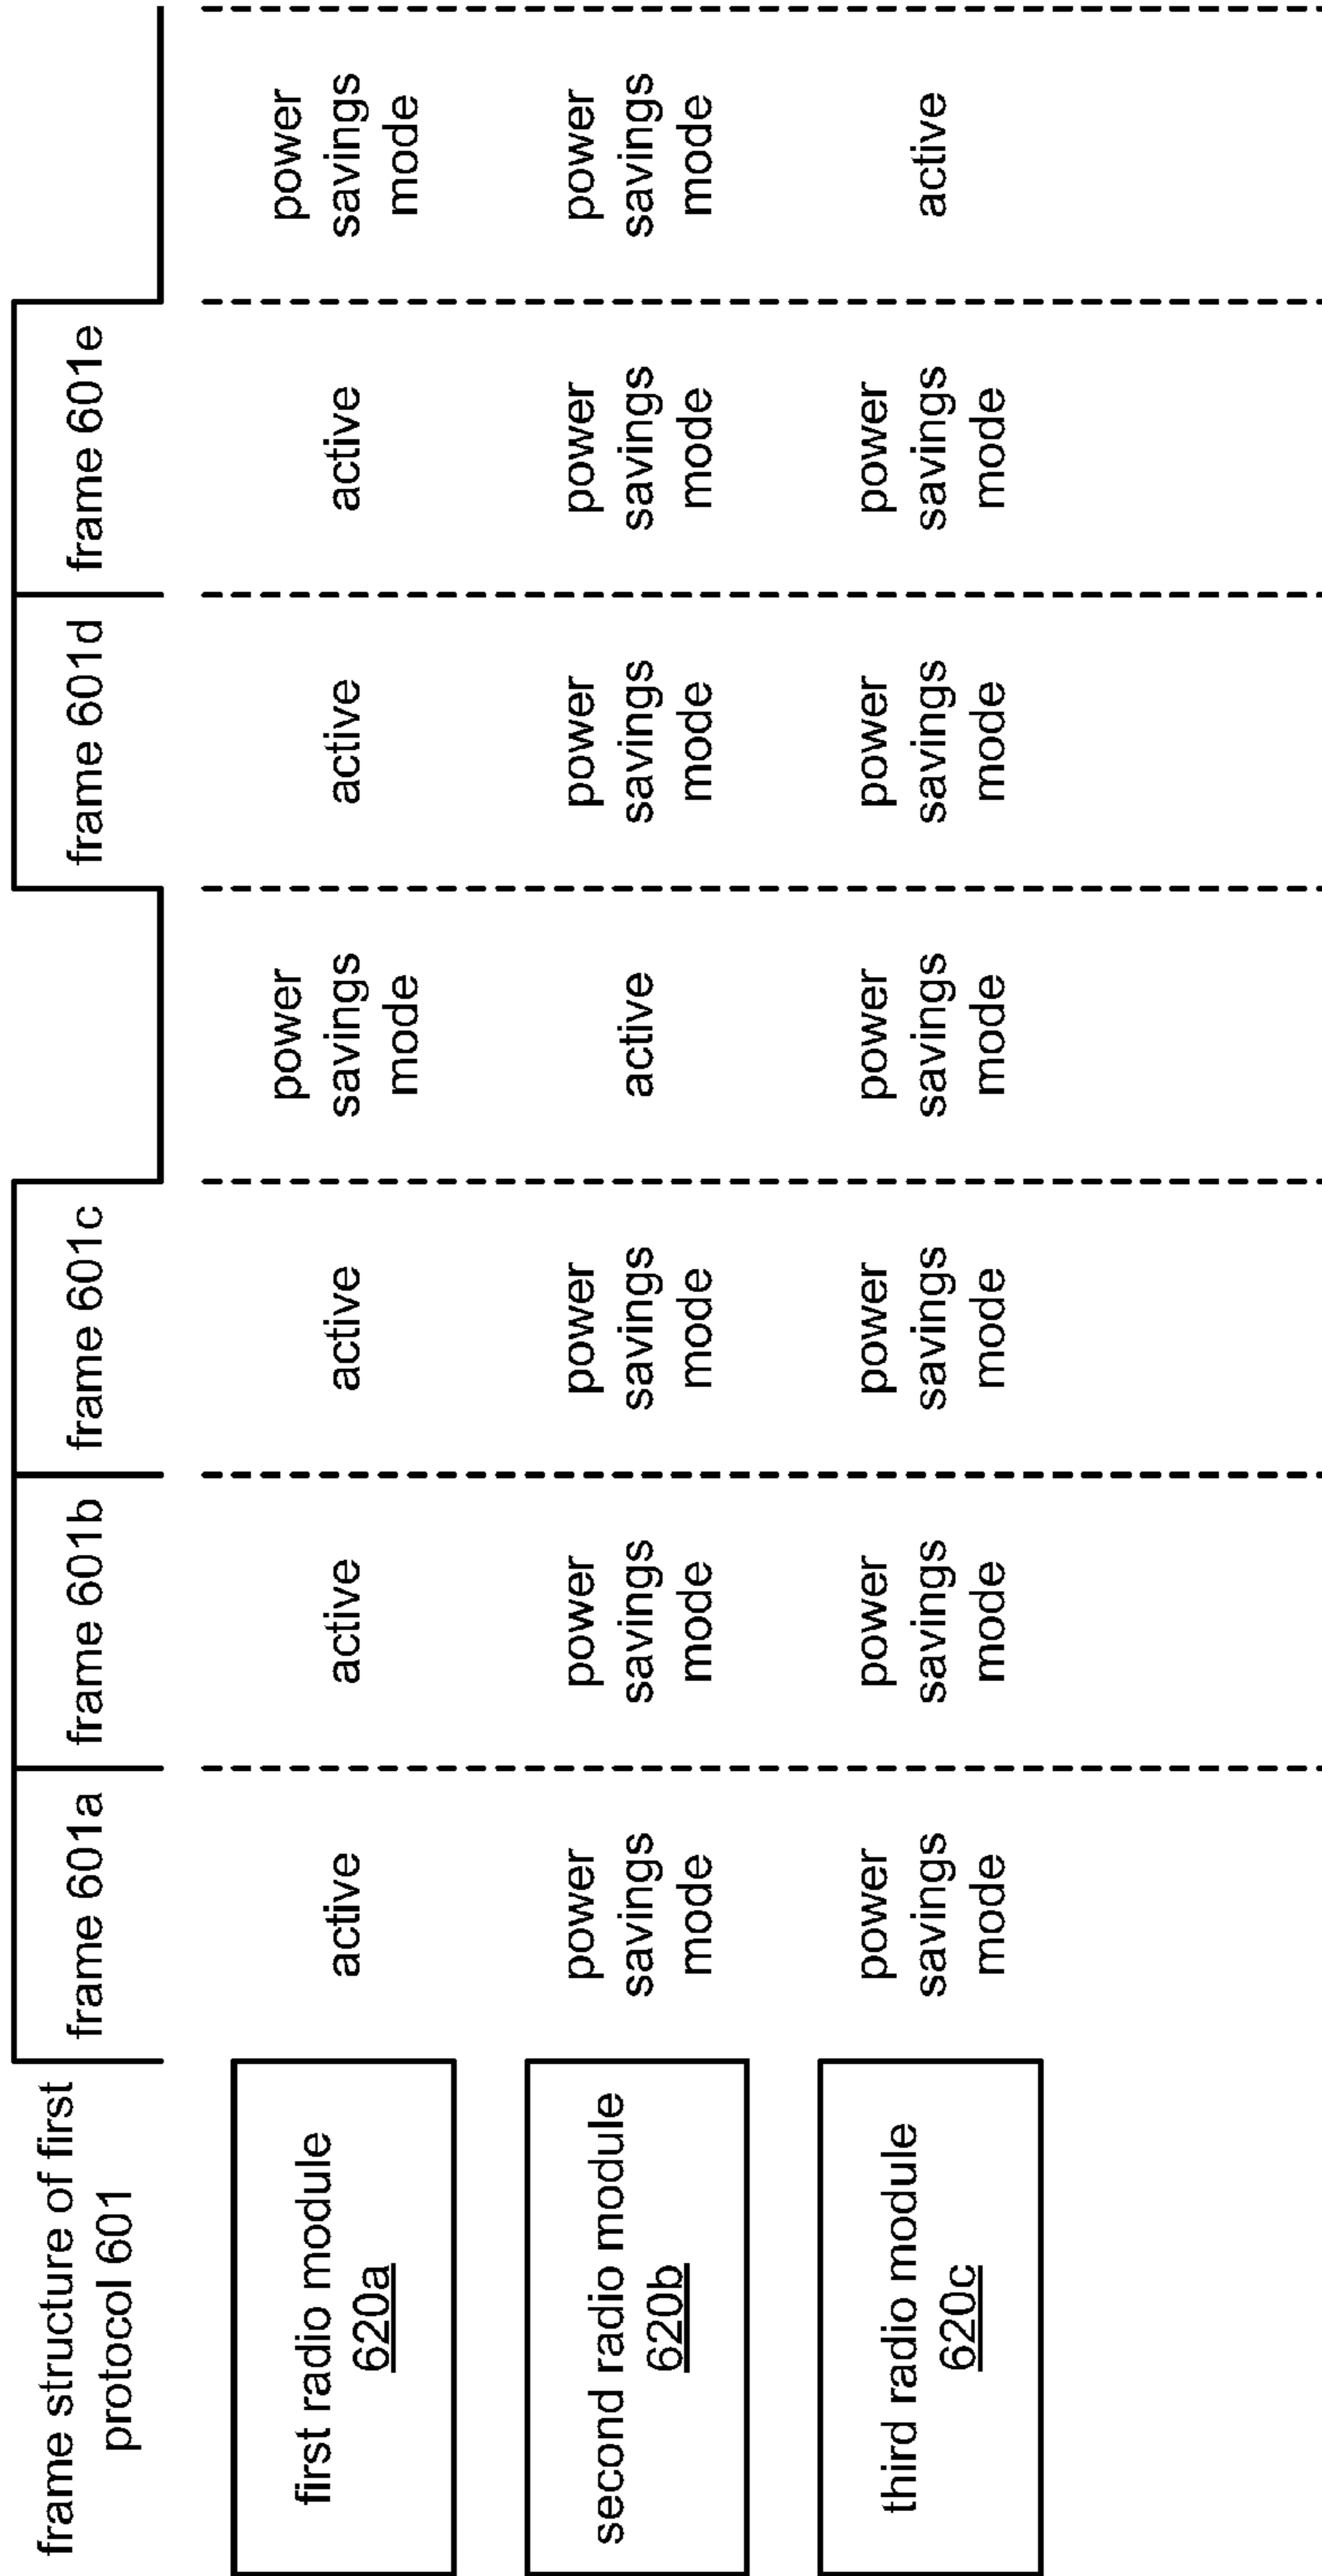 frame structure of first
protocol 601
frame 601a
frame 601b
frame 601c
frame 601d
frame 601e
first radio module
620a
active
active
active
power
savings
mode
active
active
power
savings
mode
second radio module
620b
power
savings
mode
power
savings
mode
power
savings
mode
active
power
savings
mode
power
savings
mode
power
savings
mode
third radio module
620c
power
savings
mode
power
savings
mode
power
savings
mode
power
savings
mode
power
savings
mode
power
savings
mode
active